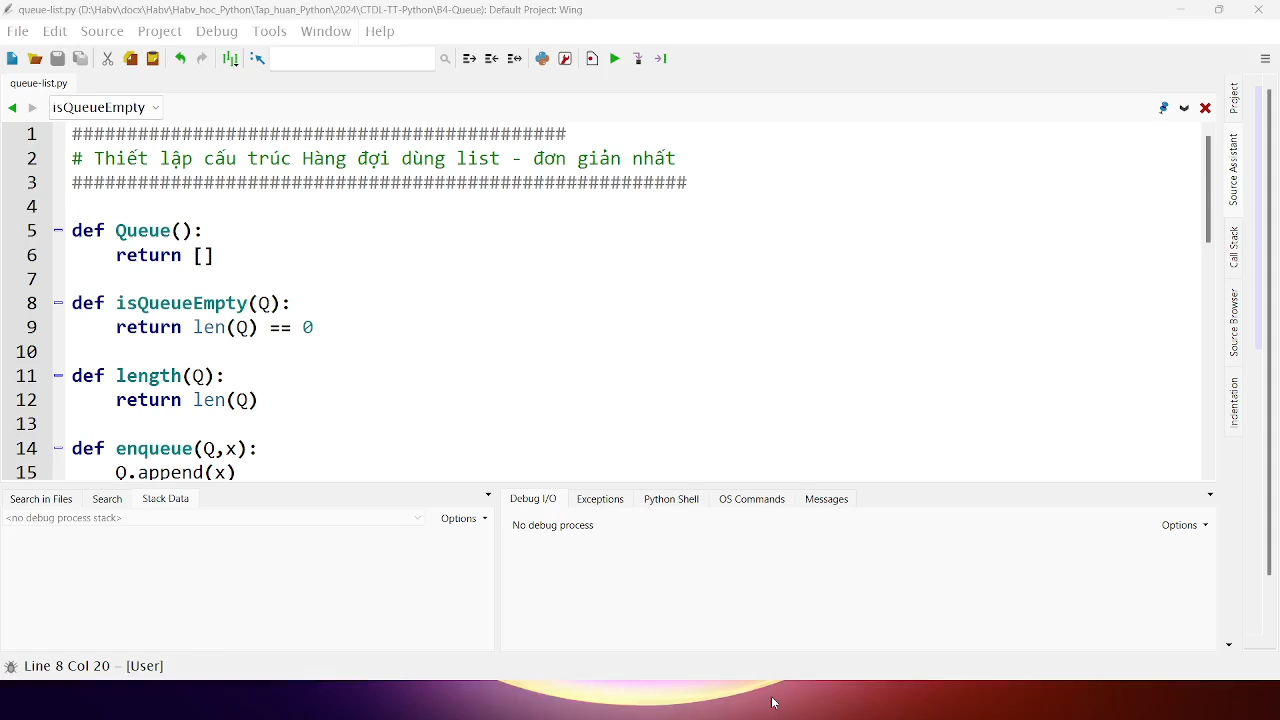 queue-list.py (D:\Habv\docx\Habv\Habv_hoc_Python\Tap_huan_Python\2024\CTDL-TT-Python\B4-Queue): Default Project: Wing
File Edit Source Project Debug Tools Window Help
queue-list.py
isQueueEmpty
1 #############################################
2 # Thiết lập cấu trúc Hàng đợi dùng list - đơn giản nhất
3 ########################################################
4
5 def Queue():
6 return []
7
8 def isQueueEmpty(Q):
9 return len(Q) == 0
10
11 def length(Q):
12 return len(Q)
13
14 def enqueue(Q,x):
15 Q.append(x)
Project
Source Assistant
Call Stack
Source Browser
Indentation
Search in Files Search Stack Data
<no debug process stack> Options
Debug I/O Exceptions Python Shell OS Commands Messages
No debug process Options
Line 8 Col 20 – [User]